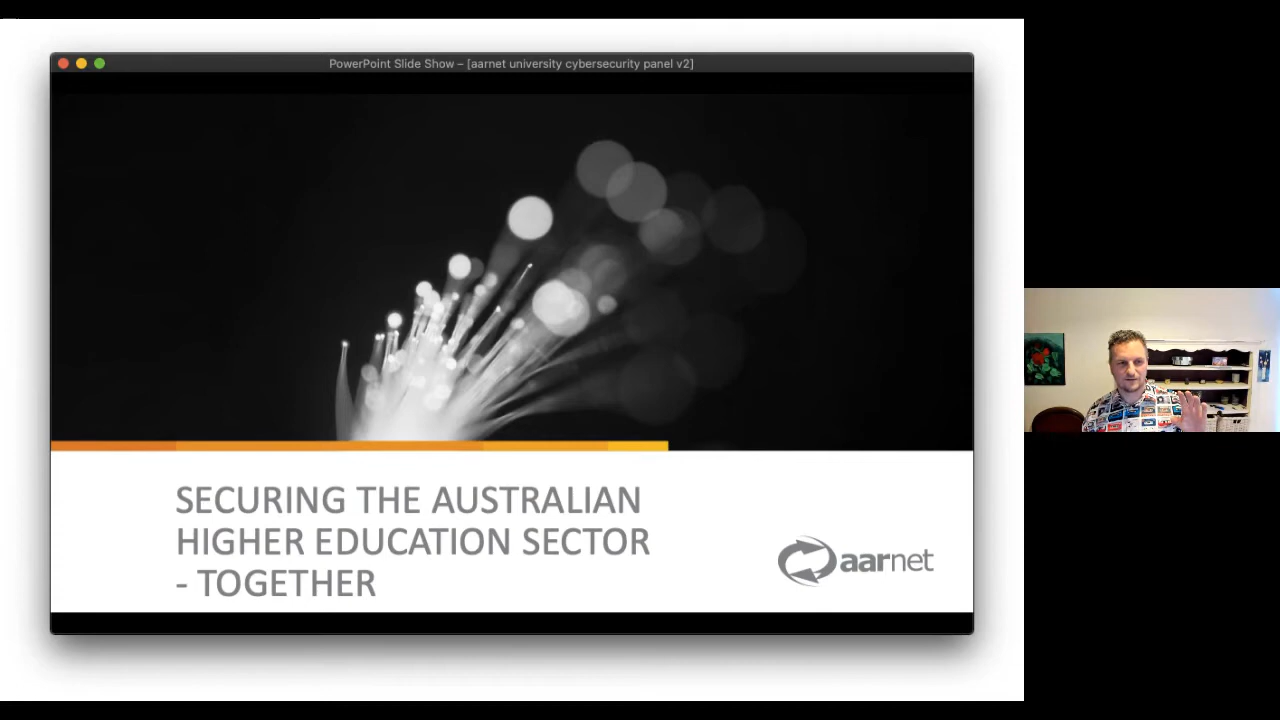 PowerPoint Slide Show – [aarnet university cybersecurity panel v2]
SECURING THE AUSTRALIAN
HIGHER EDUCATION SECTOR
- TOGETHER
aarnet